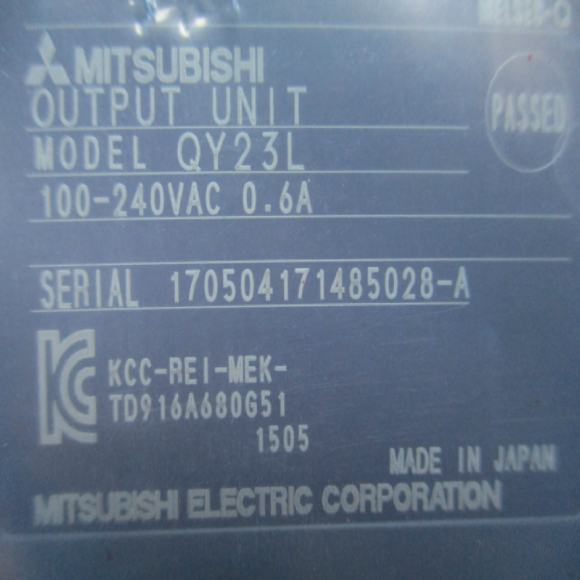 MELSEC-Q
MITSUBISHI
OUTPUT UNIT
MODEL QY23L
PASSED
100-240VAC 0.6A
SERIAL 170504171485028-A
KCC-REI-MEK-
TD916A680G51
1505
MADE IN JAPAN
MITSUBISHI ELECTRIC CORPORATION